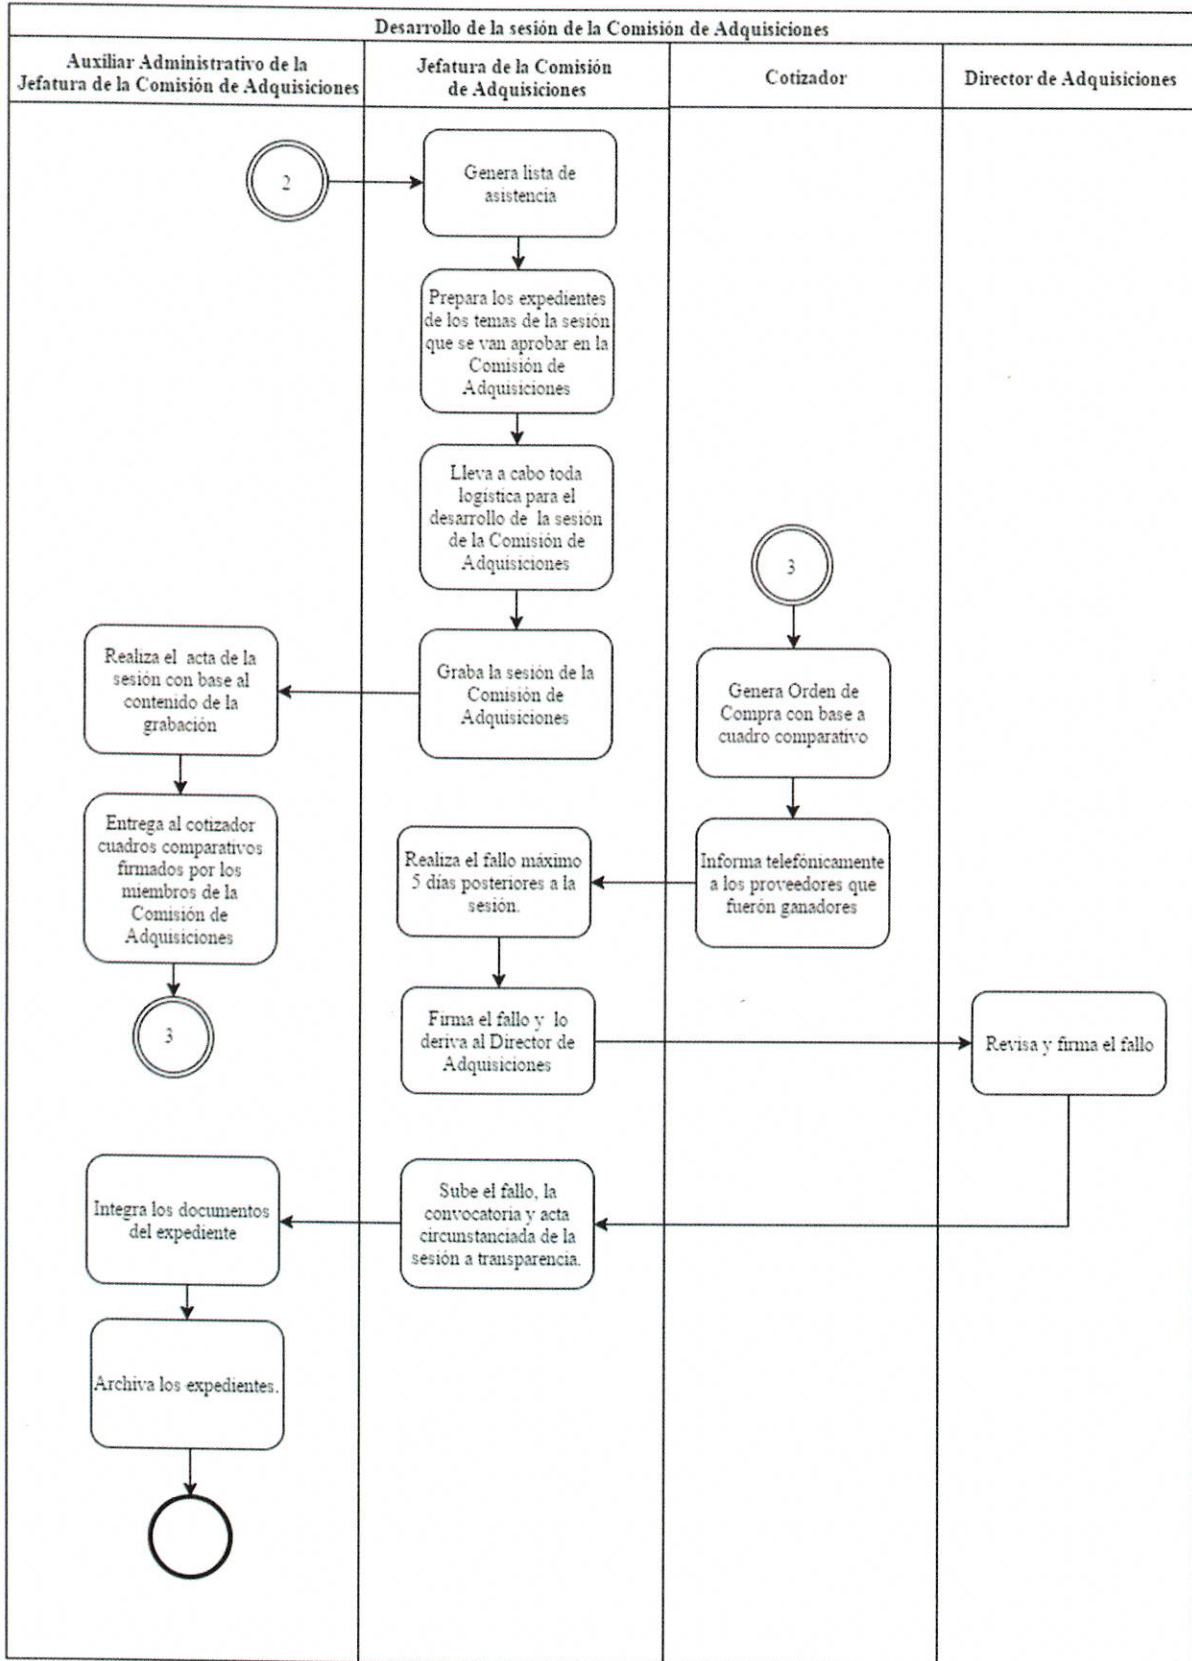 Desarrollo de la sesión de la Comisión de Adquisiciones
Auxiliar Administrativo de la
Jefatura de la Comisión de Adquisiciones
Jefatura de la Comisión
de Adquisiciones
Cotizador
Director de Adquisiciones
2
Genera lista de
asistencia
Prepara los expedientes
de los temas de la sesión
que se van aprobar en la
Comisión de
Adquisiciones
Lleva a cabo toda
logística para el
desarrollo de la sesión
de la Comisión de
Adquisiciones
Graba la sesión de la
Comisión de
Adquisiciones
Realiza el acta de la
sesión con base al
contenido de la
grabación
Entrega al cotizador
cuadros comparativos
firmados por los
miembros de la
Comisión de
Adquisiciones
3
3
Genera Orden de
Compra con base a
cuadro comparativo
Informa telefónicamente
a los proveedores que
fuerón ganadores
Realiza el fallo máximo
5 días posteriores a la
sesión.
Firma el fallo y lo
deriva al Director de
Adquisiciones
Revisa y firma el fallo
Sube el fallo, la
convocatoria y acta
circunstanciada de la
sesión a transparencia.
Integra los documentos
del expediente
Archiva los expedientes.